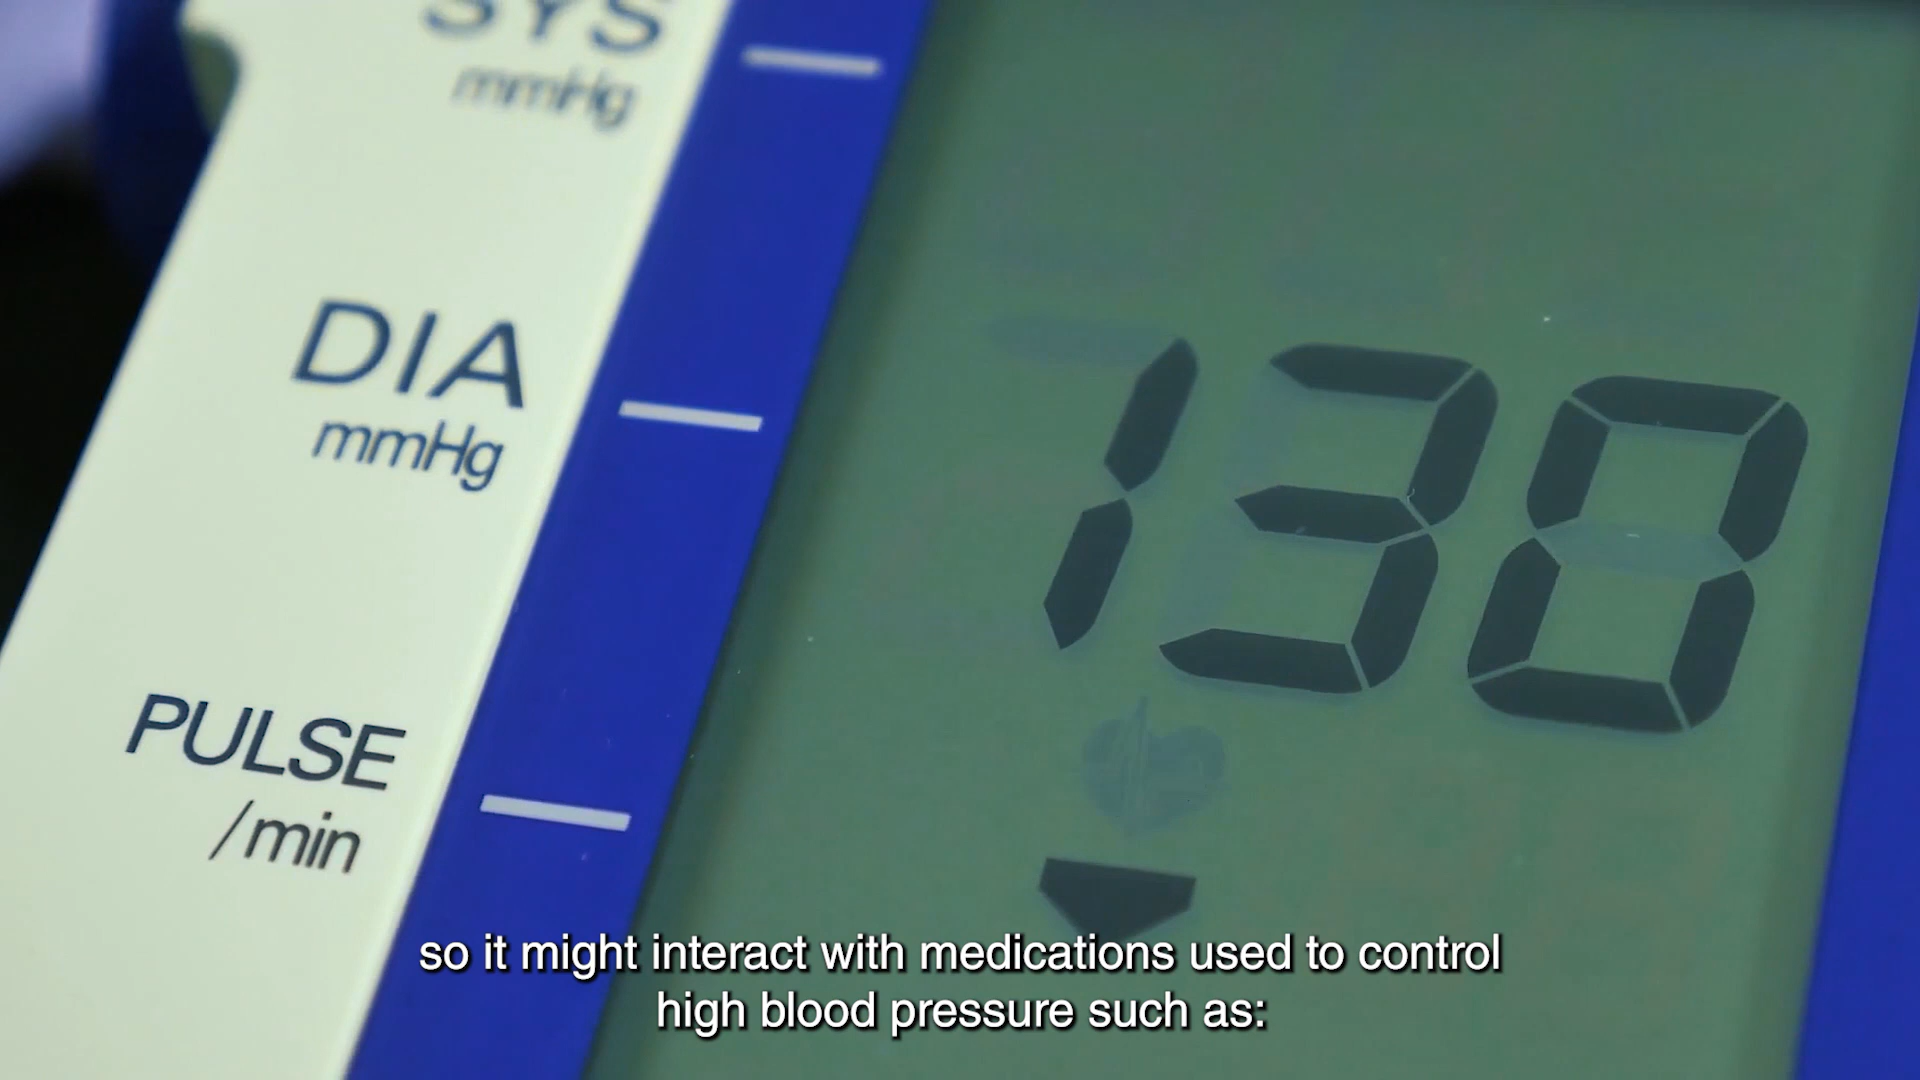 SYS
mmHg
DIA
mmHg
130
PULSE
/min
so it might interact with medications used to control
high blood pressure such as: